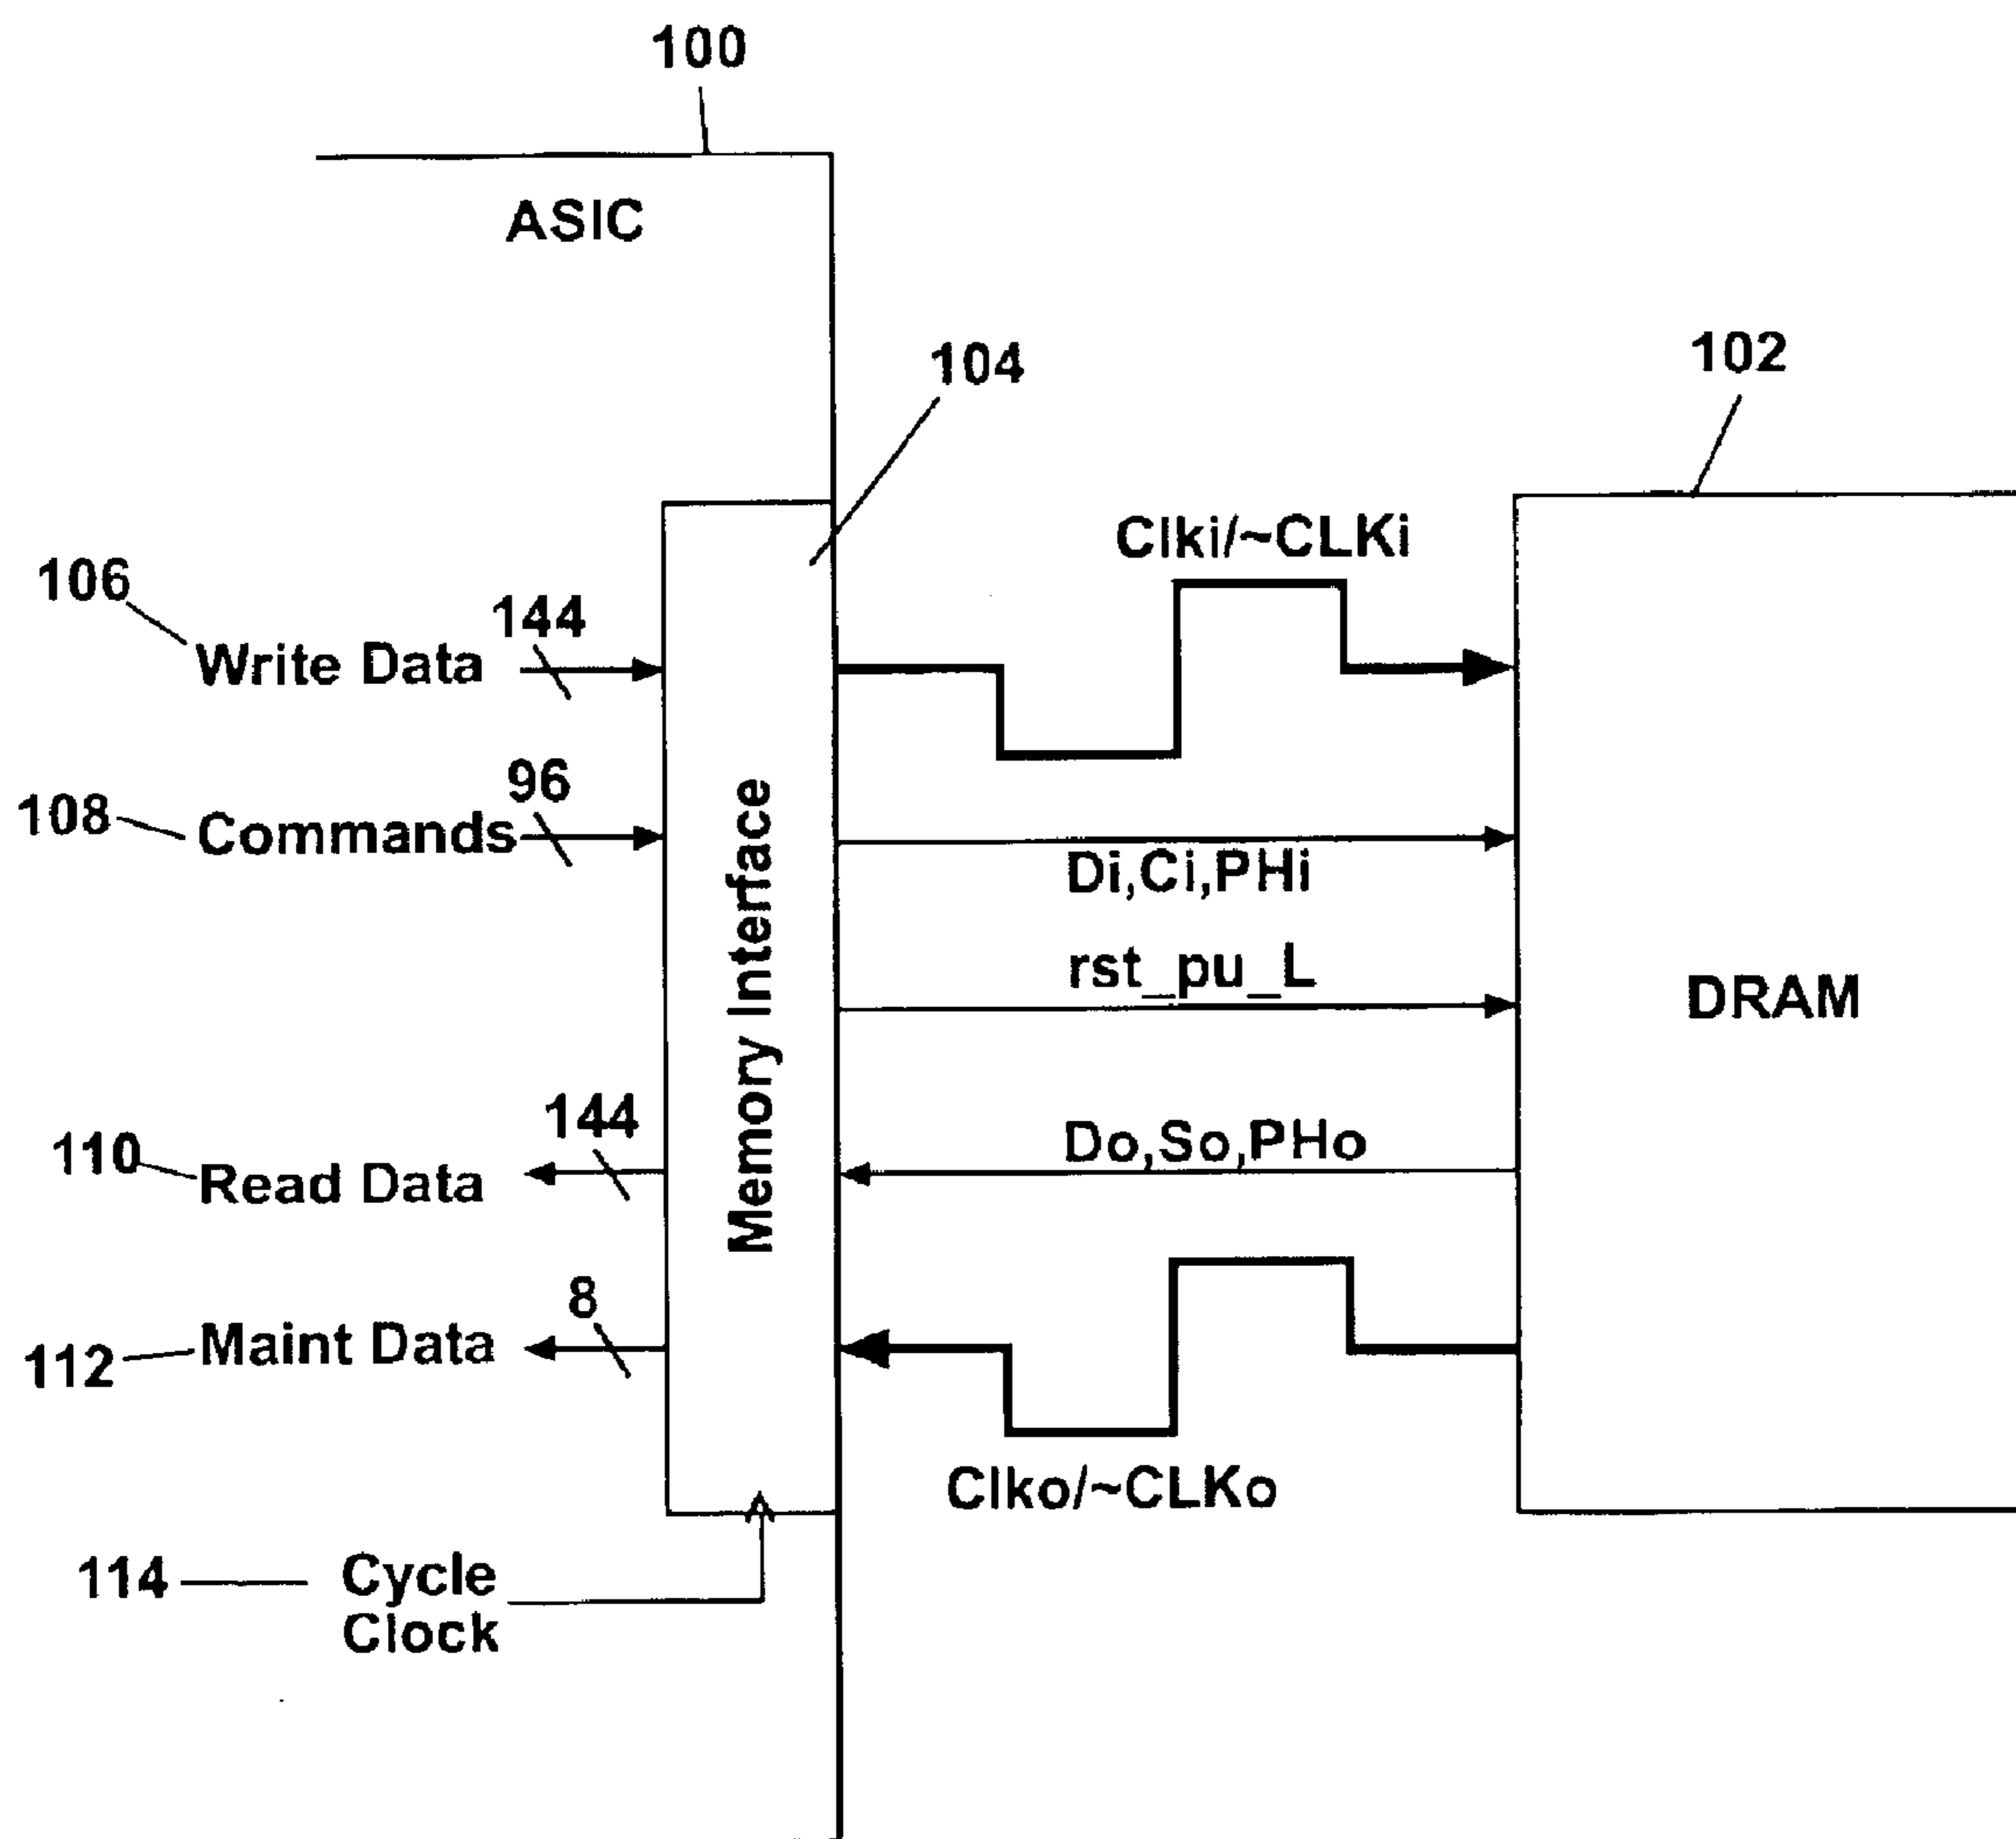 100
ASIC
104
102
Clki/~CLKi
106
144
Write Data
96
108
Commands
Di,Ci,PHi
Memory Interface
rst_pu_L
DRAM
144
Do,So,PHo
110
Read Data
8
112
Maint Data
Clko/~CLKo
114
Cycle
Clock